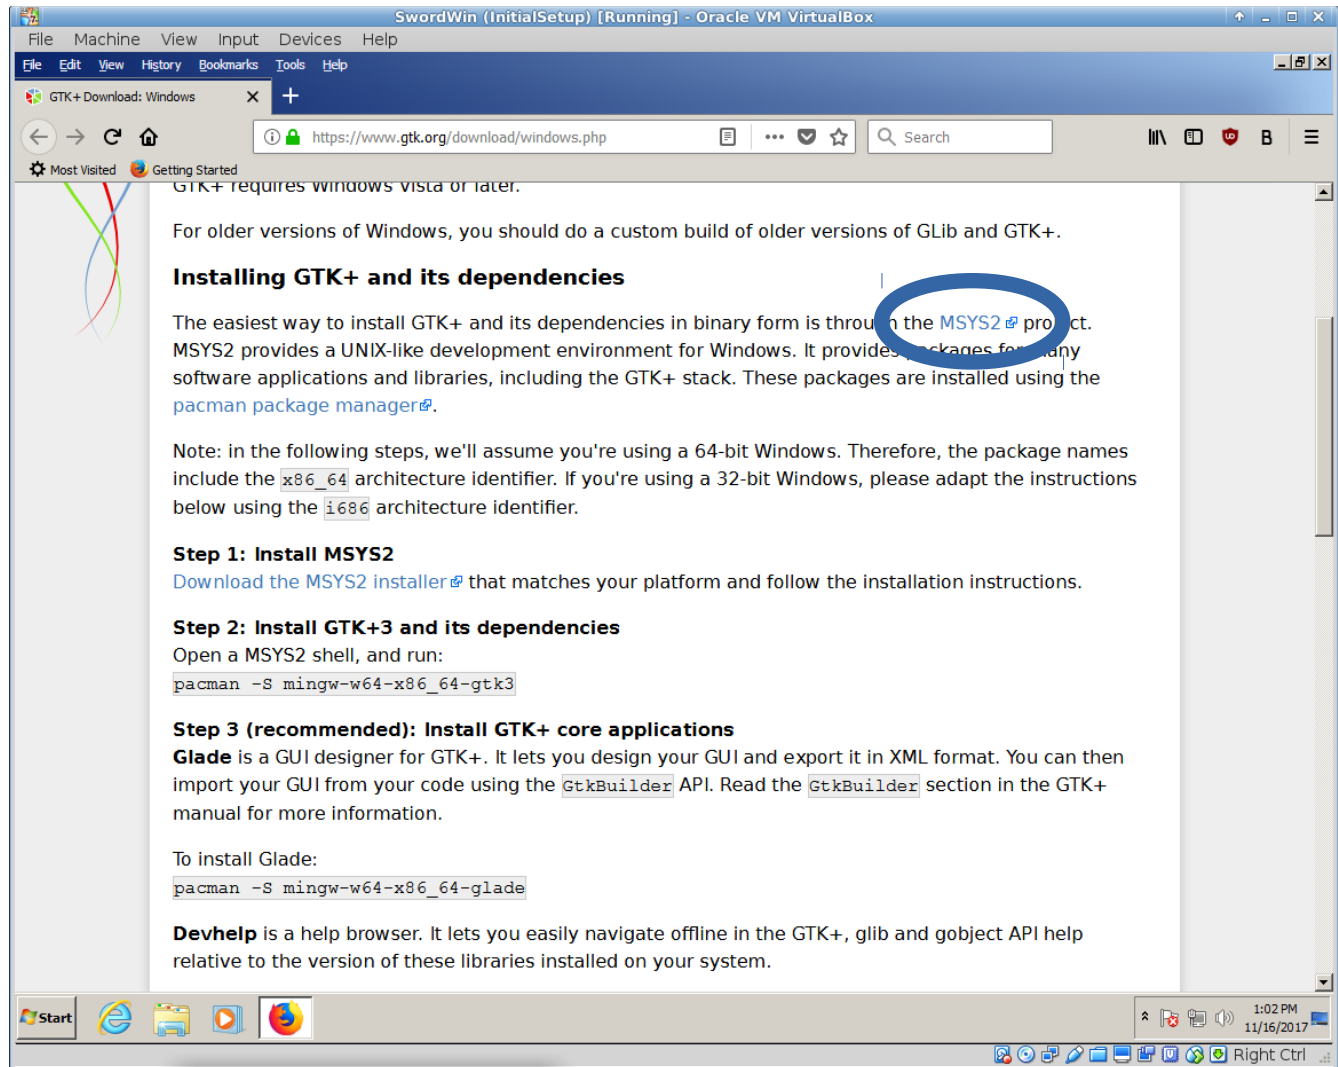 SwordWin (InitialSetup) [Running] - Oracle VM VirtualBox
File Machine View Input Devices Help
File Edit View History Bookmarks Tools Help
GTK+ Download: Windows
https://www.gtk.org/download/windows.php
Search
Most Visited Getting Started
GTK+ requires Windows Vista or later.
For older versions of Windows, you should do a custom build of older versions of GLib and GTK+.
Installing GTK+ and its dependencies
The easiest way to install GTK+ and its dependencies in binary form is through the MSYS2 project.
MSYS2 provides a UNIX-like development environment for Windows. It provides packages for many
software applications and libraries, including the GTK+ stack. These packages are installed using the
pacman package manager.
Note: in the following steps, we'll assume you're using a 64-bit Windows. Therefore, the package names
include the x86_64 architecture identifier. If you're using a 32-bit Windows, please adapt the instructions
below using the i686 architecture identifier.
Step 1: Install MSYS2
Download the MSYS2 installer that matches your platform and follow the installation instructions.
Step 2: Install GTK+3 and its dependencies
Open a MSYS2 shell, and run:
pacman -S mingw-w64-x86_64-gtk3
Step 3 (recommended): Install GTK+ core applications
Glade is a GUI designer for GTK+. It lets you design your GUI and export it in XML format. You can then
import your GUI from your code using the GtkBuilder API. Read the GtkBuilder section in the GTK+
manual for more information.
To install Glade:
pacman -S mingw-w64-x86_64-glade
Devhelp is a help browser. It lets you easily navigate offline in the GTK+, glib and gobject API help
relative to the version of these libraries installed on your system.
Start
1:02 PM
11/16/2017
Right Ctrl